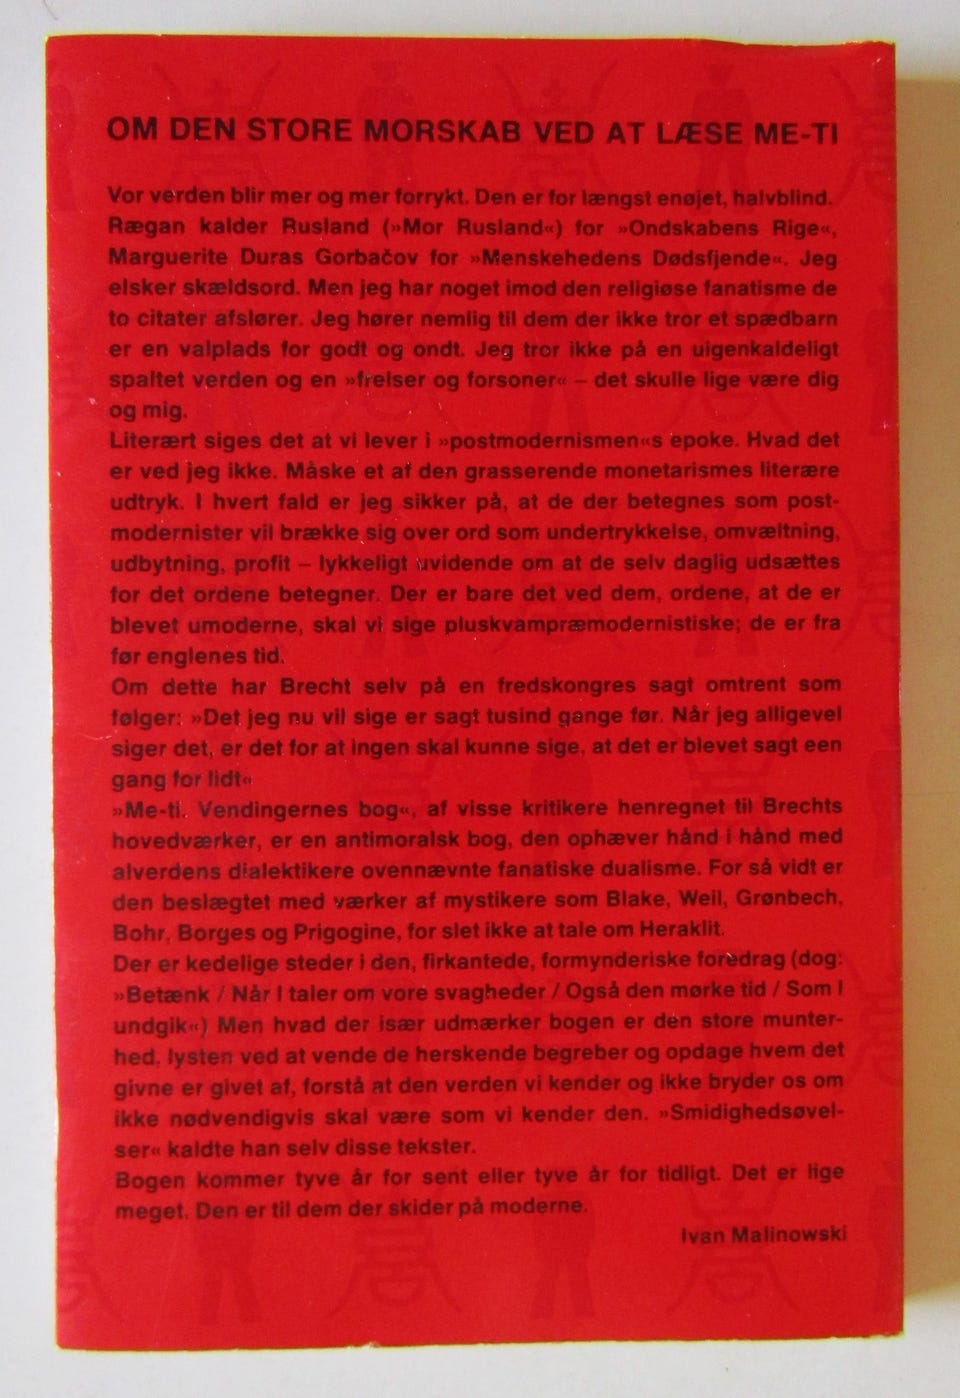 OM DEN STORE MORSKAB VED AT LÆSE ME-TI
Vor verden blir mer og mer forrykt. Den er for længst enøjet, halvblind.
Rægan kalder Rusland (»Mor Rusland«) for »Ondskabens Rige«,
Marguerite Duras Gorbačov for »Menskehedens Dødsfjende«. Jeg
elsker skældsord. Men jeg har noget imod den religiøse fanatisme de
to citater afslører. Jeg hører nemlig til dem der ikke tror et spædbarn
er en valplads for godt og ondt. Jeg tror ikke på en uigenkaldeligt
spaltet verden og en »frelser og forsoner« – det skulle lige være dig
og mig.
Literært siges det at vi lever i »postmodernismen«s epoke. Hvad det
er ved jeg ikke. Måske et af den grasserende monetarismes literære
udtryk. I hvert fald er jeg sikker på, at de der betegnes som post-
modernister vil brække sig over ord som undertrykkelse, omvæltning,
udbytning, profit – lykkeligt uvidende om at de selv daglig udsættes
for det ordene betegner. Der er bare det ved dem, ordene, at de er
blevet umoderne, skal vi sige pluskvampræmodernistiske; de er fra
før englenes tid.
Om dette har Brecht selv på en fredskongres sagt omtrent som
følger: »Det jeg nu vil sige er sagt tusind gange før. Når jeg alligevel
siger det, er det for at ingen skal kunne sige, at det er blevet sagt een
gang for lidt«
»Me-ti. Vendingernes bog«, af visse kritikere henregnet til Brechts
hovedværker, er en antimoralsk bog, den ophæver hånd i hånd med
alverdens dialektikere ovennævnte fanatiske dualisme. For så vidt er
den beslægtet med værker af mystikere som Blake, Weil, Grønbech,
Bohr, Borges og Prigogine, for slet ikke at tale om Heraklit.
Der er kedelige steder i den, firkantede, formynderiske foredrag (dog:
»Betænk / Når I taler om vore svagheder / Også den mørke tid / Som I
undgik«) Men hvad der især udmærker bogen er den store munter-
hed, lysten ved at vende de herskende begreber og opdage hvem det
givne er givet af, forstå at den verden vi kender og ikke bryder os om
ikke nødvendigvis skal være som vi kender den. »Smidighedsøvel-
ser« kaldte han selv disse tekster.
Bogen kommer tyve år for sent eller tyve år for tidligt. Det er lige
meget. Den er til dem der skider på moderne.
Ivan Malinowski